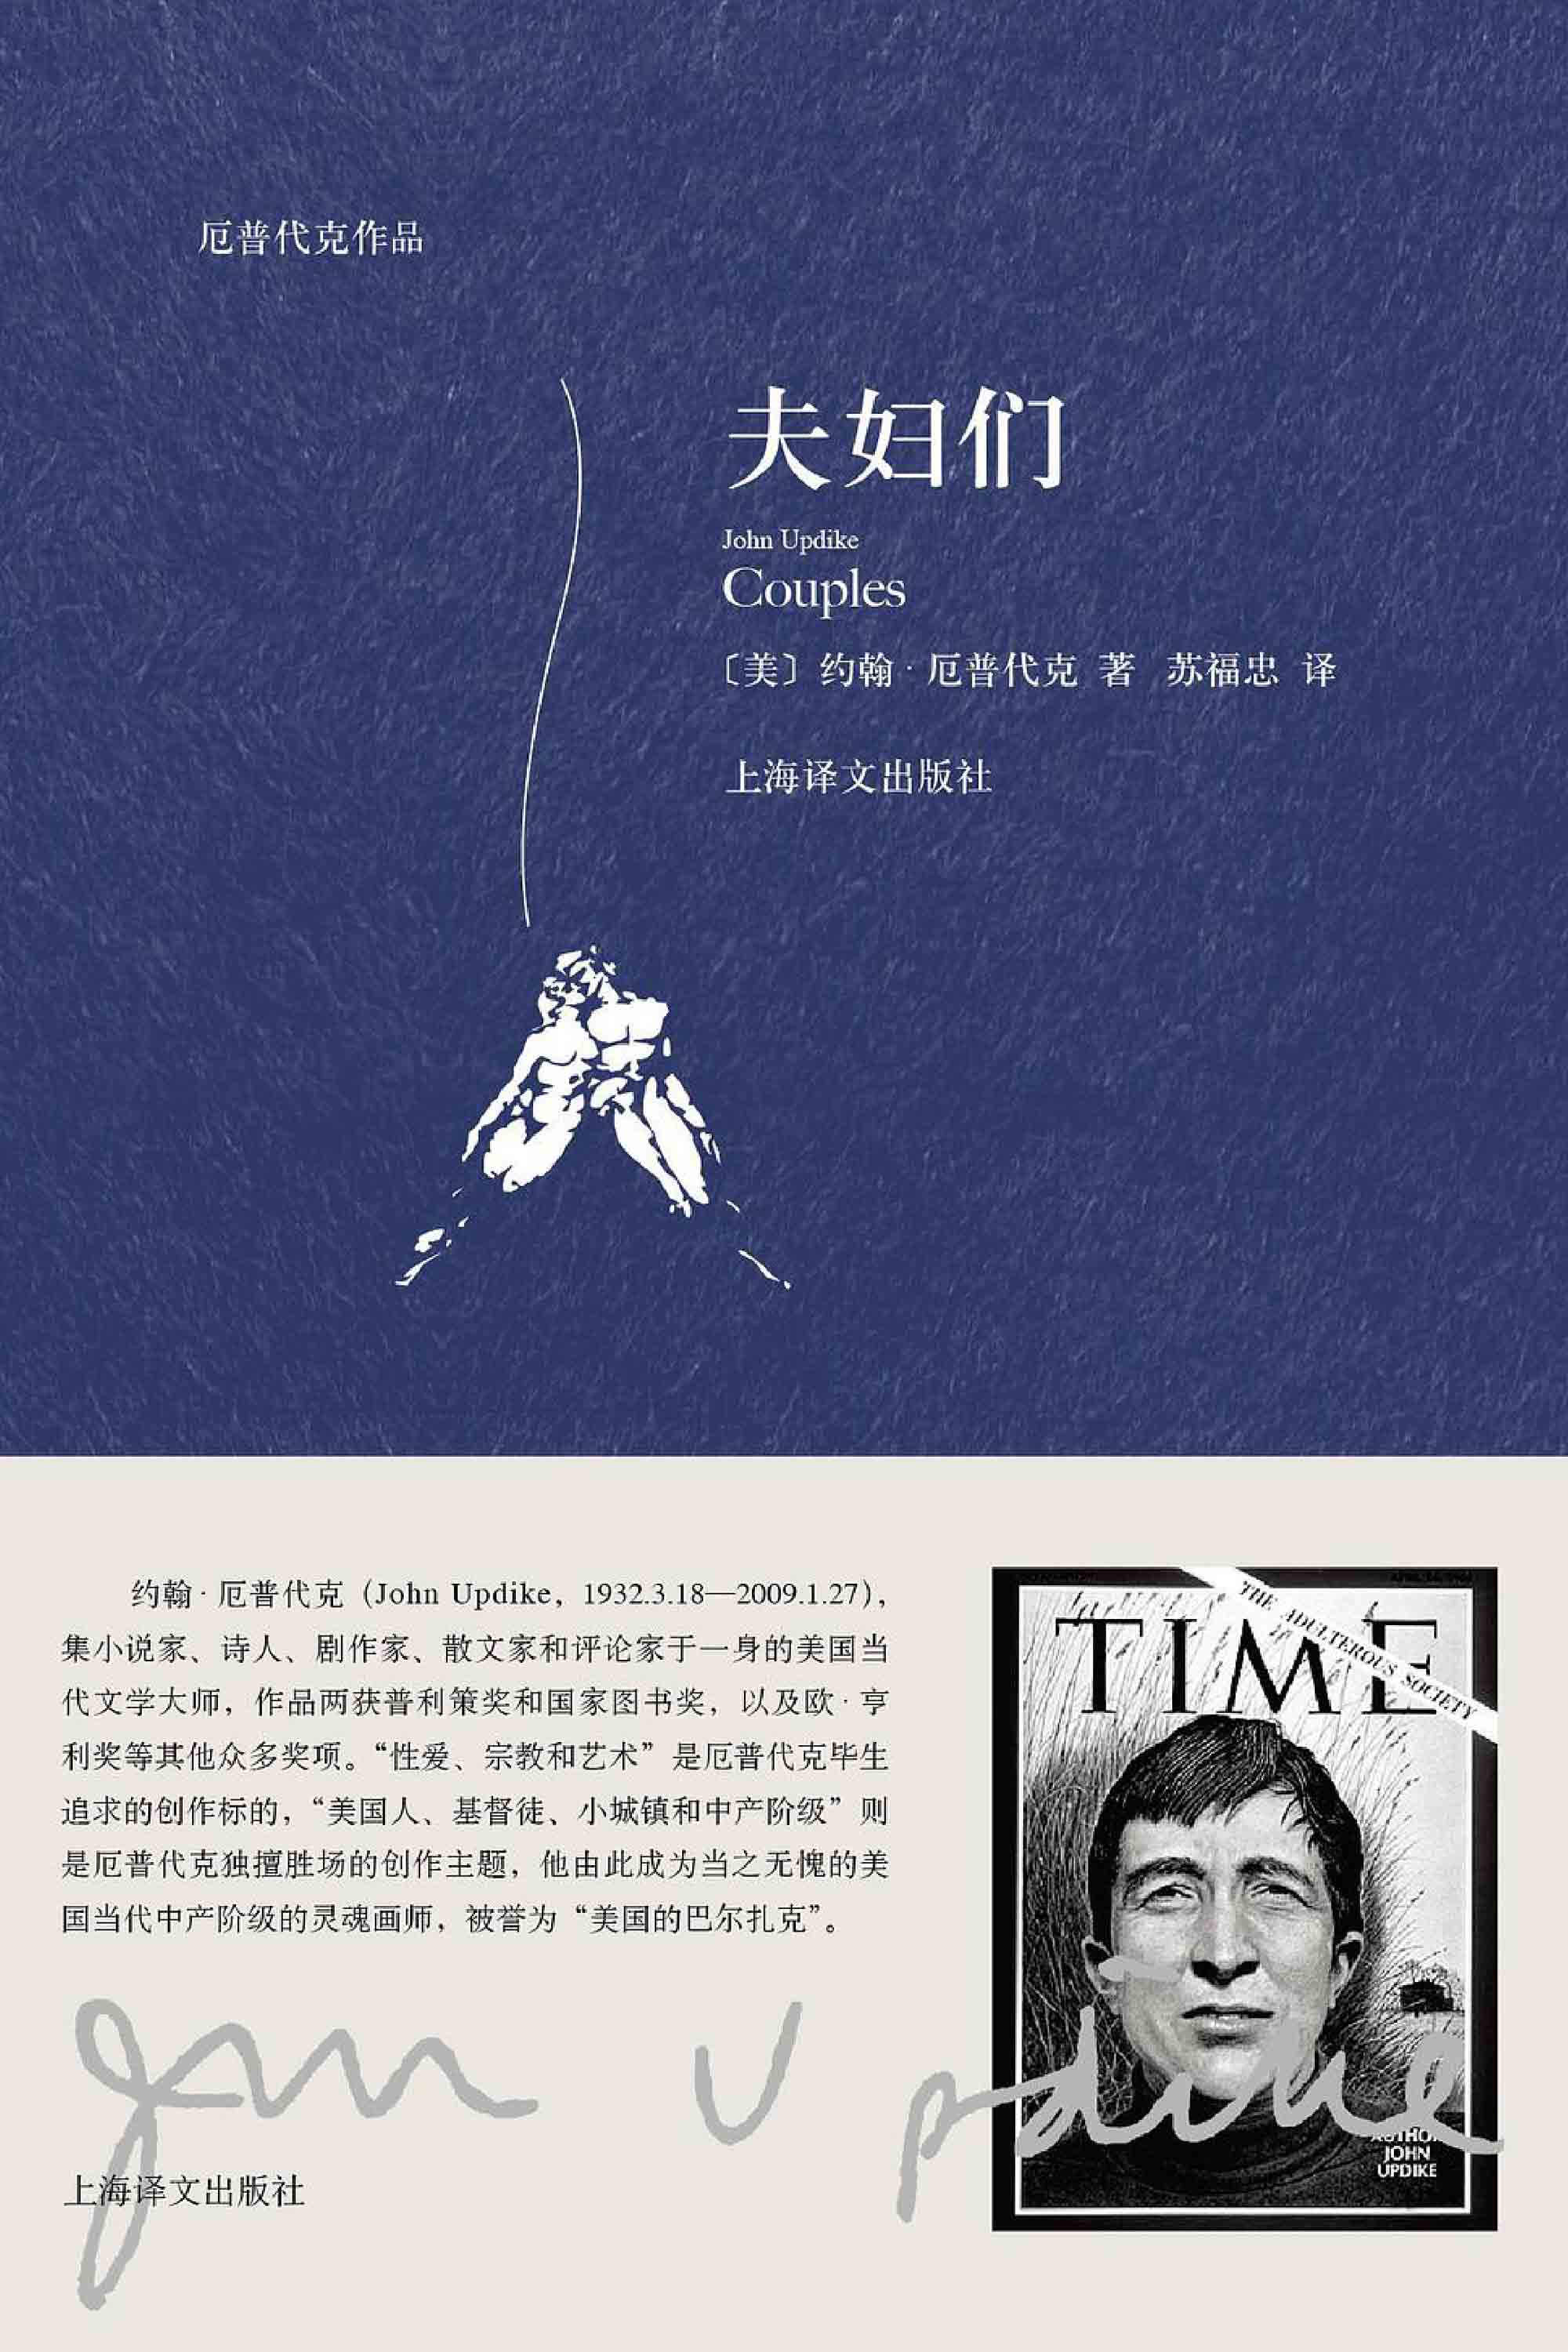 厄普代克作品
夫妇们
John Updike
Couples
〔美〕约翰·厄普代克 著 苏福忠 译
上海译文出版社
约翰·厄普代克（John Updike，1932.3.18—2009.1.27），
集小说家、诗人、剧作家、散文家和评论家于一身的美国当
代文学大师，作品两获普利策奖和国家图书奖，以及欧·亨
利奖等其他众多奖项。“性爱、宗教和艺术”是厄普代克毕生
追求的创作标的，“美国人、基督徒、小城镇和中产阶级”则
是厄普代克独擅胜场的创作主题，他由此成为当之无愧的美
国当代中产阶级的灵魂画师，被誉为“美国的巴尔扎克”。
THE ADULTEROUS SOCIETY
TIME
John Updike
AUTHOR
JOHN
UPDIKE
上海译文出版社